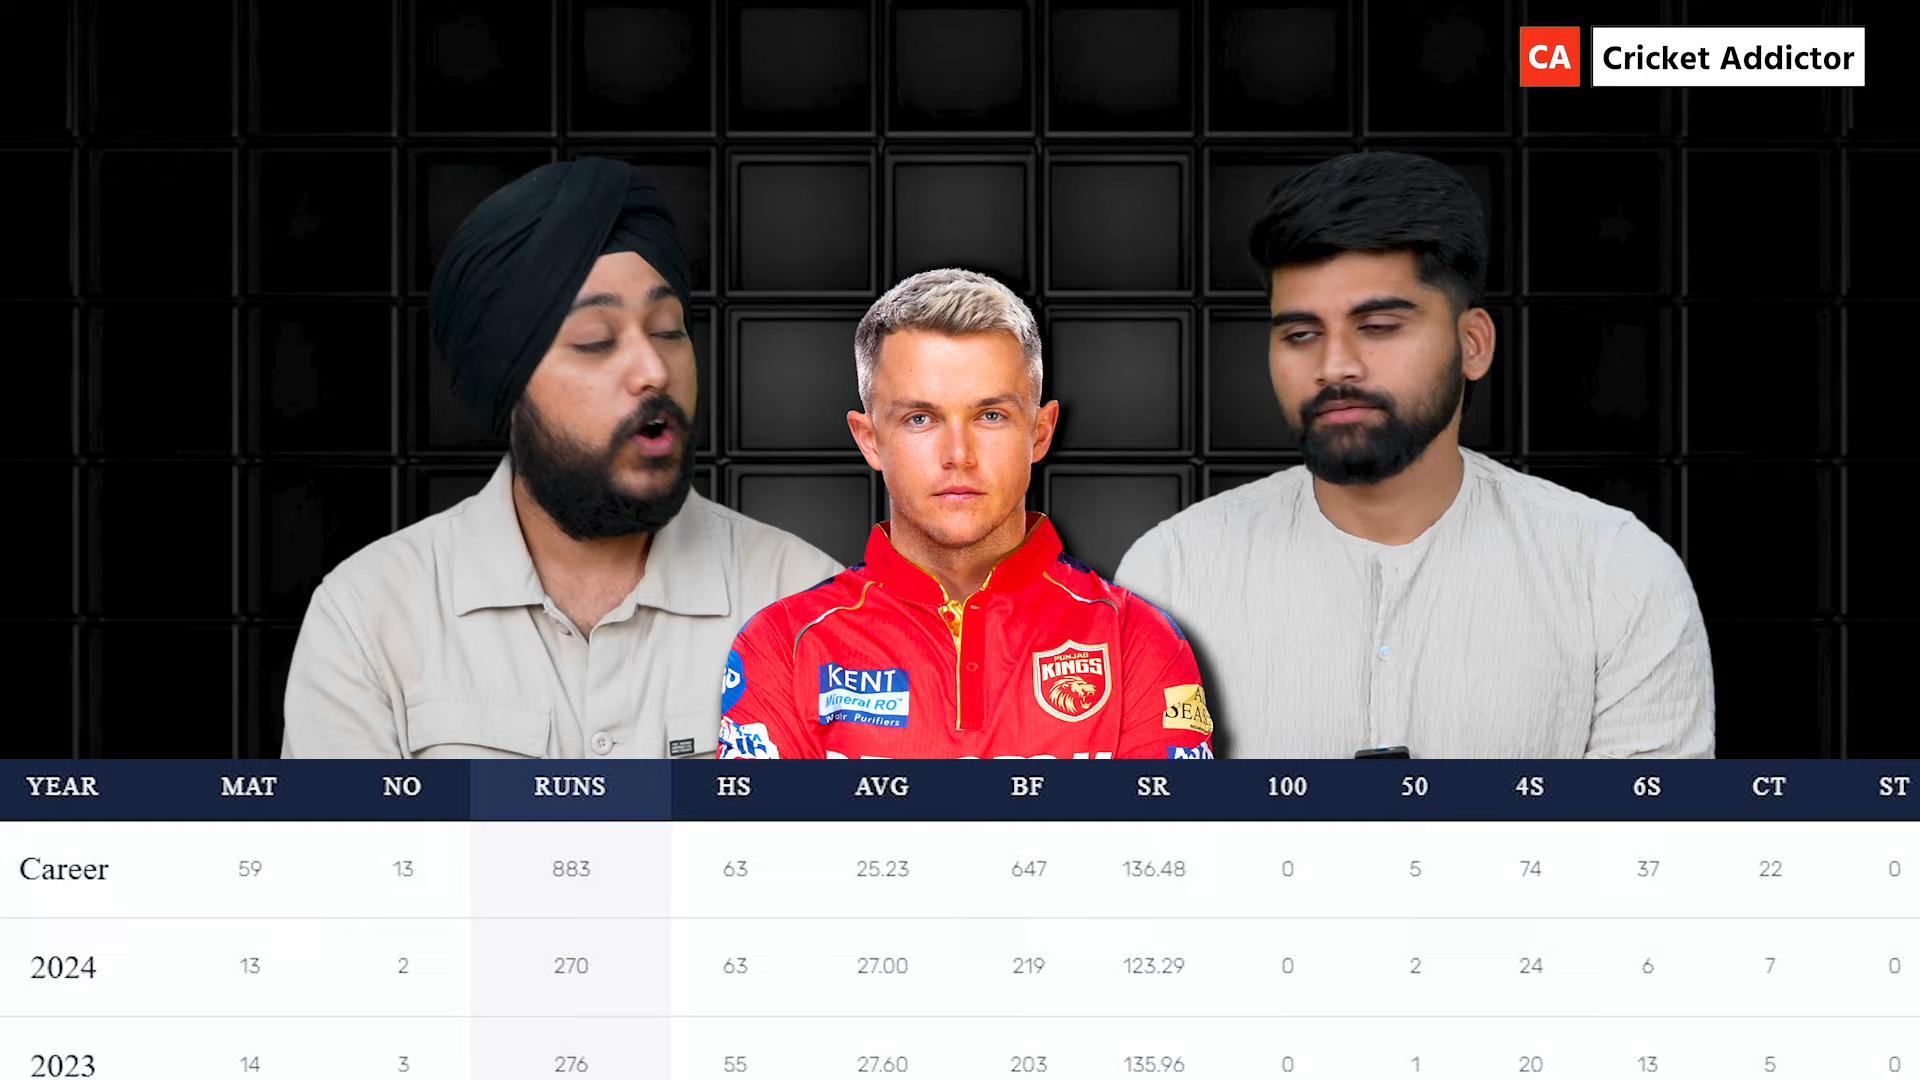 CA Cricket Addictor
KENT
Mineral RO™
Water Purifiers
PUNJAB
KINGS
YEAR MAT NO RUNS HS AVG BF SR 100 50 4S 6S CT ST
Career 59 13 883 63 25.23 647 136.48 0 5 74 37 22 0
2024 13 2 270 63 27.00 219 123.29 0 2 24 6 7 0
2023 14 3 276 55 27.60 203 135.96 0 1 20 13 5 0